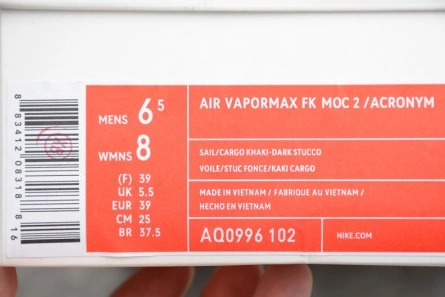 AIR VAPORMAX FK MOC 2 /ACRONYM
MENS 6 5
WMNS 8
(F) 39
UK 5.5
EUR 39
CM 25
BR 37.5
SAIL/CARGO KHAKI-DARK STUCCO
VOILE/STUC FONCE/KAKI CARGO
MADE IN VIETNAM / FABRIQUE AU VIETNAM /
HECHO EN VIETNAM
AQ0996 102
NIKE.COM
8 83412 08318 8
16